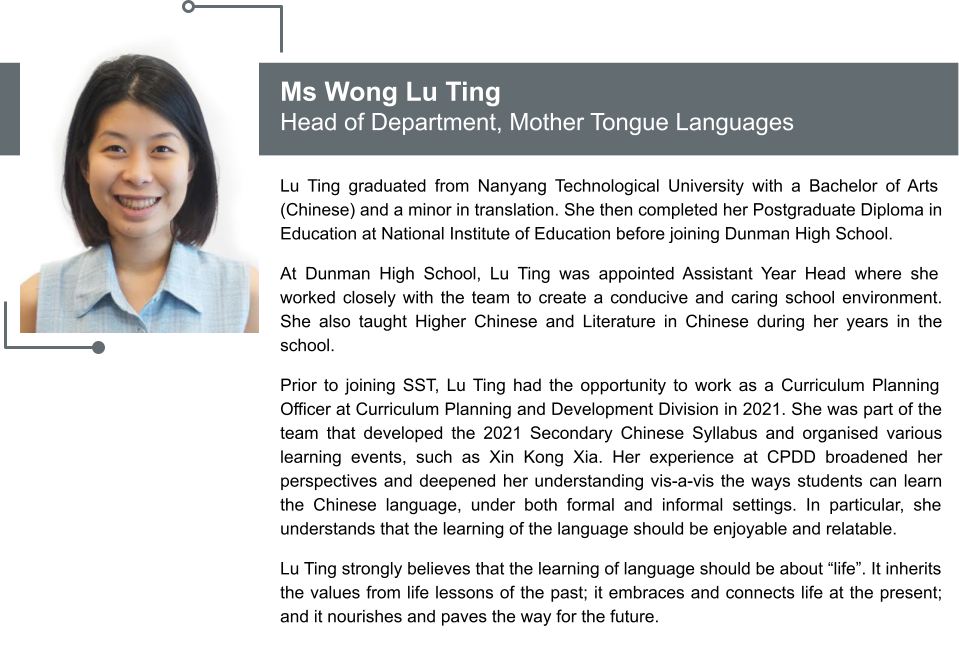 Ms Wong Lu Ting
Head of Department, Mother Tongue Languages
Lu Ting graduated from Nanyang Technological University with a Bachelor of Arts
(Chinese) and a minor in translation. She then completed her Postgraduate Diploma in
Education at National Institute of Education before joining Dunman High School.
At Dunman High School, Lu Ting was appointed Assistant Year Head where she
worked closely with the team to create a conducive and caring school environment.
She also taught Higher Chinese and Literature in Chinese during her years in the
school.
Prior to joining SST, Lu Ting had the opportunity to work as a Curriculum Planning
Officer at Curriculum Planning and Development Division in 2021. She was part of the
team that developed the 2021 Secondary Chinese Syllabus and organised various
learning events, such as Xin Kong Xia. Her experience at CPDD broadened her
perspectives and deepened her understanding vis-a-vis the ways students can learn
the Chinese language, under both formal and informal settings. In particular, she
understands that the learning of the language should be enjoyable and relatable.
Lu Ting strongly believes that the learning of language should be about “life”. It inherits
the values from life lessons of the past; it embraces and connects life at the present;
and it nourishes and paves the way for the future.